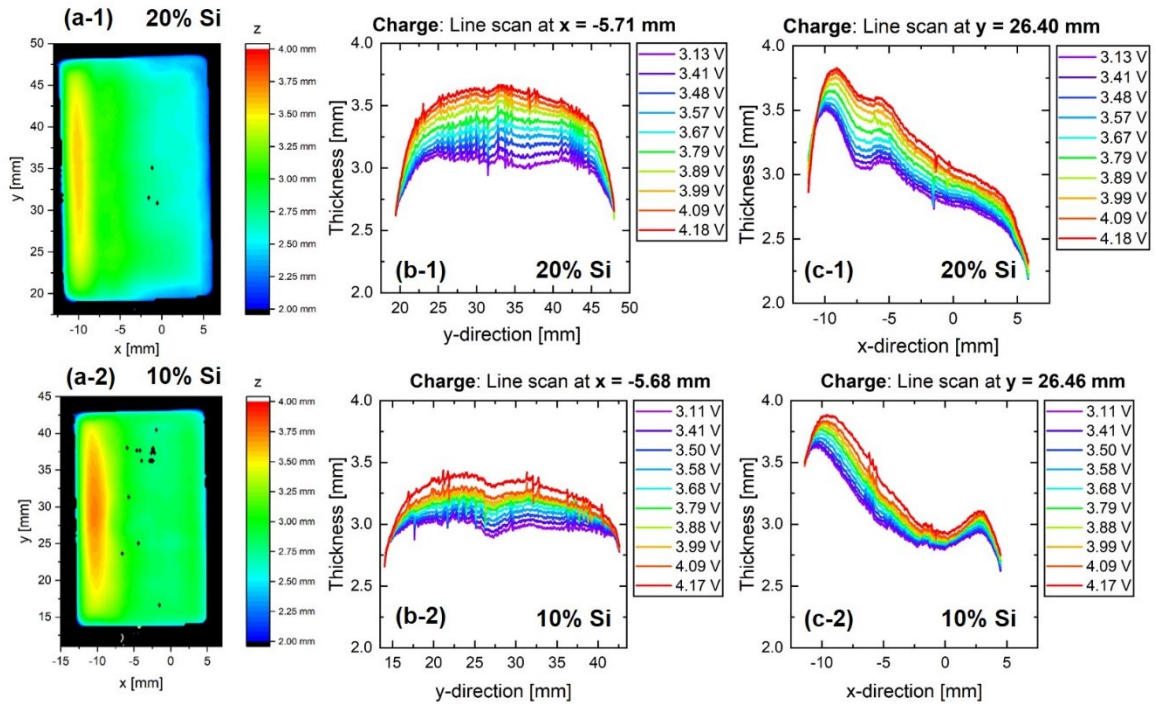 (a-1) 20% Si
z
4.00 mm
3.75 mm
3.50 mm
3.25 mm
3.00 mm
2.75 mm
2.50 mm
2.25 mm
2.00 mm
50
45
40
35
30
25
20
y [mm]
-10 -5 0 5
x [mm]
Charge: Line scan at x = -5.71 mm
4.0
3.5
3.0
2.5
2.0
Thickness [mm]
20 25 30 35 40 45 50
y-direction [mm]
(b-1) 20% Si
3.13 V
3.41 V
3.48 V
3.57 V
3.67 V
3.79 V
3.89 V
3.99 V
4.09 V
4.18 V
Charge: Line scan at y = 26.40 mm
4.0
3.5
3.0
2.5
2.0
Thickness [mm]
-10 -5 0 5
x-direction [mm]
(c-1) 20% Si
3.13 V
3.41 V
3.48 V
3.57 V
3.67 V
3.79 V
3.89 V
3.99 V
4.09 V
4.18 V
(a-2) 10% Si
z
4.00 mm
3.75 mm
3.50 mm
3.25 mm
3.00 mm
2.75 mm
2.50 mm
2.25 mm
2.00 mm
45
40
35
30
25
20
15
y [mm]
-15 -10 -5 0 5
x [mm]
Charge: Line scan at x = -5.68 mm
4.0
3.5
3.0
2.5
2.0
Thickness [mm]
15 20 25 30 35 40
y-direction [mm]
(b-2) 10% Si
3.11 V
3.41 V
3.50 V
3.58 V
3.68 V
3.79 V
3.88 V
3.99 V
4.09 V
4.17 V
Charge: Line scan at y = 26.46 mm
4.0
3.5
3.0
2.5
2.0
Thickness [mm]
-10 -5 0 5
x-direction [mm]
(c-2) 10% Si
3.11 V
3.41 V
3.50 V
3.58 V
3.68 V
3.79 V
3.88 V
3.99 V
4.09 V
4.17 V